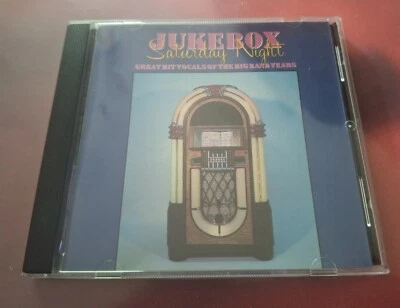 JUKEBOX
Saturday Night
GREAT HIT VOCALS OF THE BIG BAND YEARS